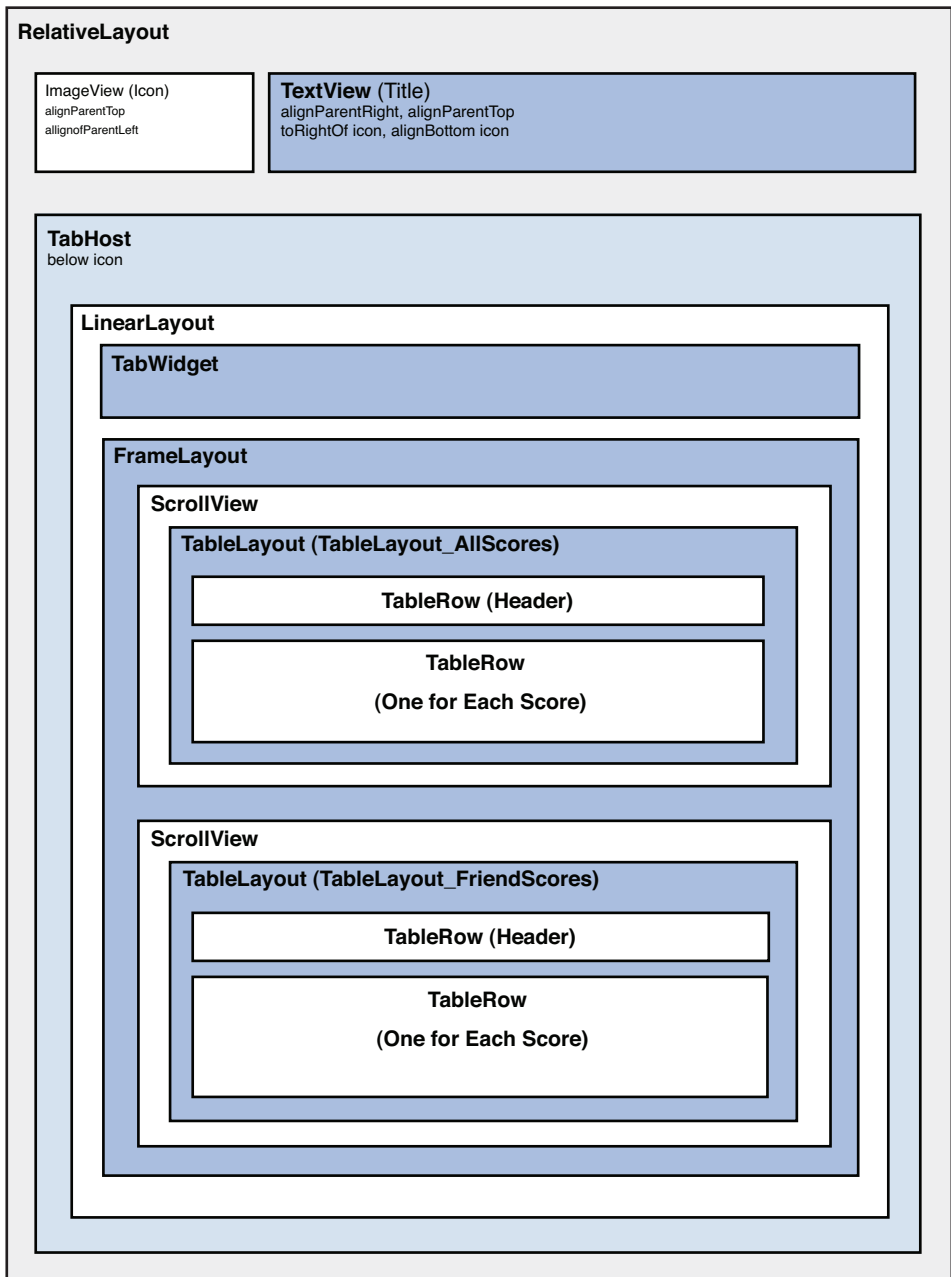 RelativeLayout
ImageView (Icon)
alignParentTop
allignofParentLeft
TextView (Title)
alignParentRight, alignParentTop
toRightOf icon, alignBottom icon
TabHost
below icon
LinearLayout
TabWidget
FrameLayout
ScrollView
TableLayout (TableLayout_AllScores)
TableRow (Header)
TableRow
(One for Each Score)
ScrollView
TableLayout (TableLayout_FriendScores)
TableRow (Header)
TableRow
(One for Each Score)